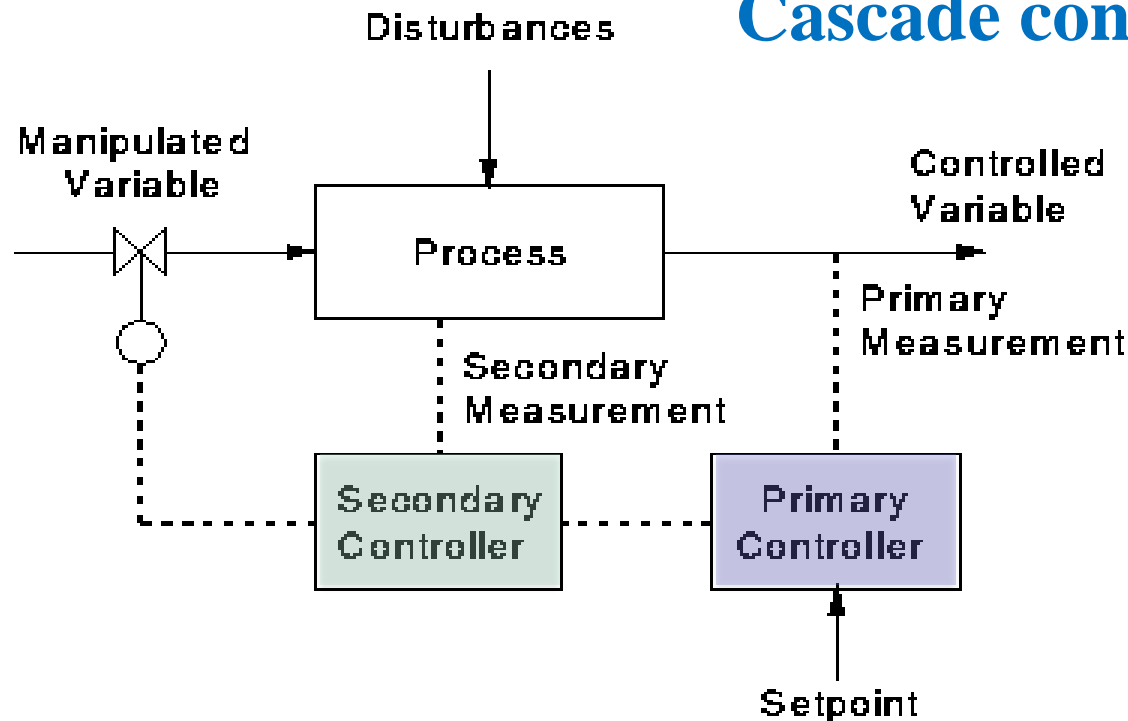 Cascade con
Disturbances
Manipulated
Variable
Controlled
Variable
Process
Primary
Measurement
Secondary
Measurement
Secondary
Controller
Primary
Controller
Setpoint